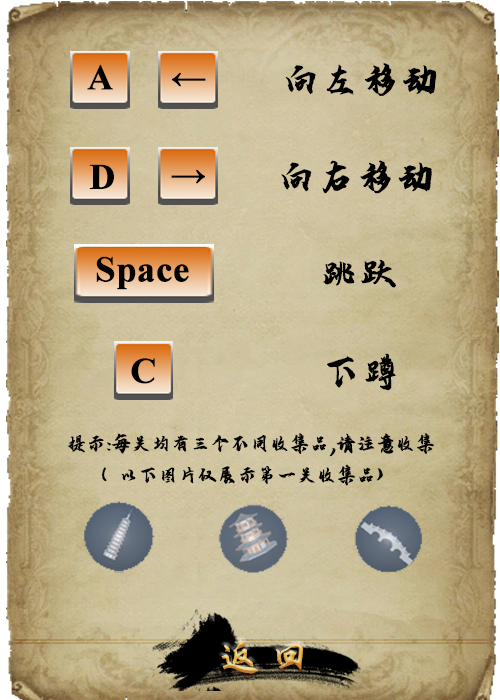 A ← 向左移动
D → 向右移动
Space 跳跃
C 下蹲
提示:每关均有三个不同收集品,请注意收集
( 以下图片仅展示第一关收集品)
返回